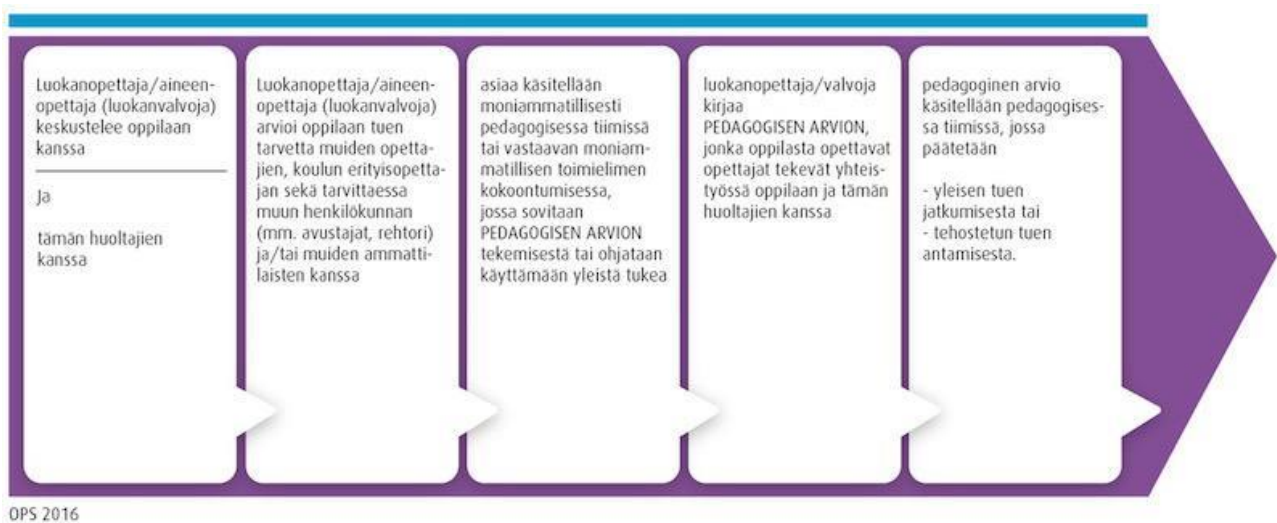 Luokanopettaja/aineen-
opettaja (luokanvalvoja)
keskustelee oppilaan
kanssa
Ja
tämän huoltajien
kanssa
Luokanopettaja/aineen-
opettaja (luokanvalvoja)
arvioi oppilaan tuen
tarvetta muiden opetta-
jien, koulun erityisopetta-
jan sekä tarvittaessa
muun henkilökunnan
(mm. avustajat, rehtori)
ja/tai muiden ammatti-
laisten kanssa
asiaa käsitellään
moniammatillisesti
pedagogisessa tiimissä
tai vastaavan moniam-
matillisen toimielimen
kokoontumisessa,
jossa sovitaan
PEDAGOGISEN ARVION
tekemisestä tai ohjataan
käyttämään yleistä tukea
luokanopettaja/valvoja
kirjaa
PEDAGOGISEN ARVION,
jonka oppilasta opettavat
opettajat tekevät yhteis-
työssä oppilaan ja tämän
huoltajien kanssa
pedagoginen arvio
käsitellään pedagogises-
sa tiimissä, jossa
päätetään
- yleisen tuen
jatkumisesta tai
- tehostetun tuen
antamisesta.
OPS 2016